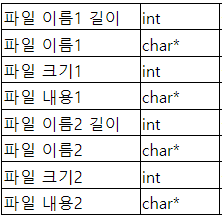 파일 이름1 길이 int
파일 이름1 char*
파일 크기1 int
파일 내용1 char*
파일 이름2 길이 int
파일 이름2 char*
파일 크기2 int
파일 내용2 char*